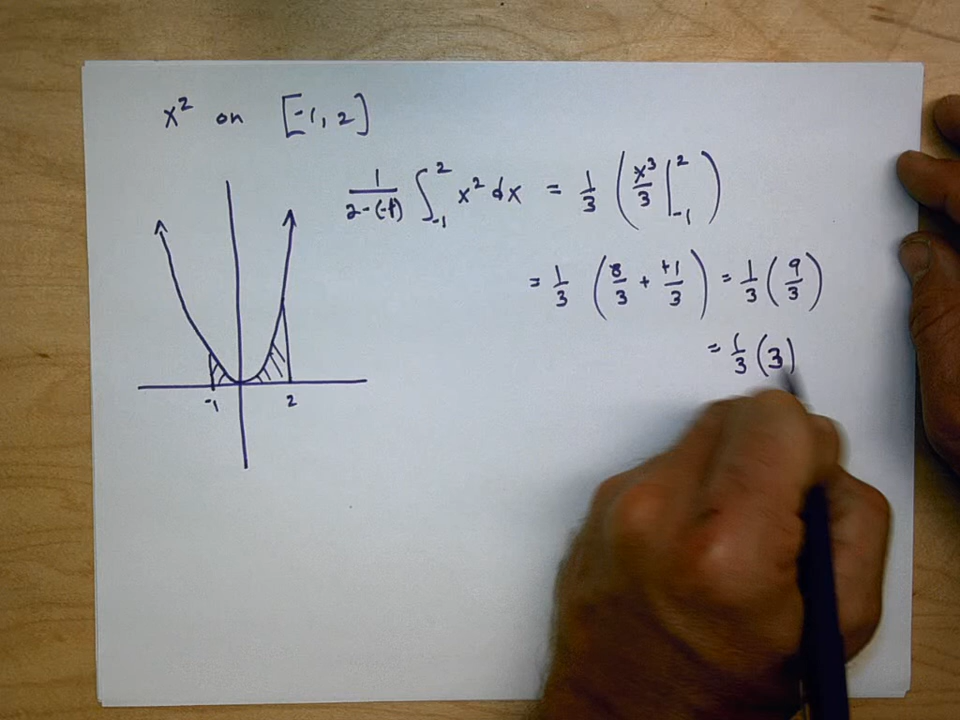 x² on [-1, 2]
1/(2-(-1)) ∫₋₁² x² dx = 1/3 (x³/3 |₋₁²)
= 1/3 (8/3 + +1/3) = 1/3 (9/3)
= 1/3 (3)
-1 2